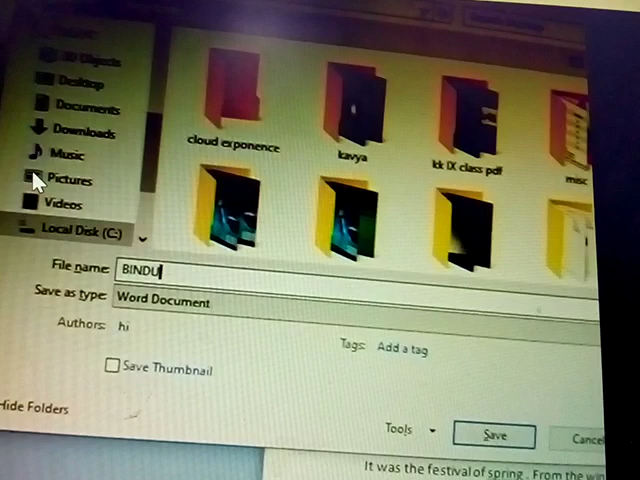 3D Objects
Desktop
Documents
Downloads
Music
Pictures
Videos
Local Disk (C:)
cloud exponence
kavya
kk IX class pdf
misc
File name: BINDU
Save as type: Word Document
Authors: hi
Tags: Add a tag
Save Thumbnail
Hide Folders
Tools
Save
Cancel
It was the festival of spring . From the